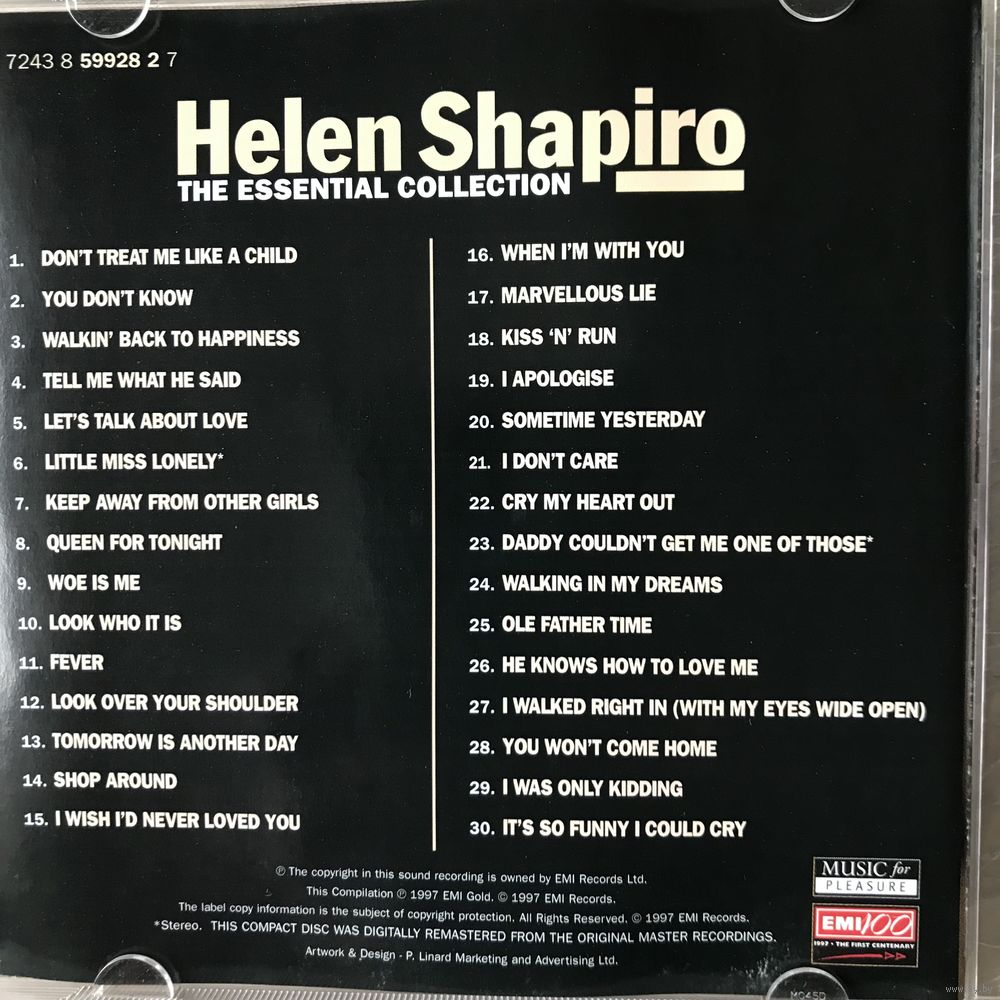 7243 8 59928 2 7
Helen Shapiro
THE ESSENTIAL COLLECTION
1. DON'T TREAT ME LIKE A CHILD
2. YOU DON'T KNOW
3. WALKIN' BACK TO HAPPINESS
4. TELL ME WHAT HE SAID
5. LET'S TALK ABOUT LOVE
6. LITTLE MISS LONELY*
7. KEEP AWAY FROM OTHER GIRLS
8. QUEEN FOR TONIGHT
9. WOE IS ME
10. LOOK WHO IT IS
11. FEVER
12. LOOK OVER YOUR SHOULDER
13. TOMORROW IS ANOTHER DAY
14. SHOP AROUND
15. I WISH I'D NEVER LOVED YOU
16. WHEN I'M WITH YOU
17. MARVELLOUS LIE
18. KISS 'N' RUN
19. I APOLOGISE
20. SOMETIME YESTERDAY
21. I DON'T CARE
22. CRY MY HEART OUT
23. DADDY COULDN'T GET ME ONE OF THOSE*
24. WALKING IN MY DREAMS
25. OLE FATHER TIME
26. HE KNOWS HOW TO LOVE ME
27. I WALKED RIGHT IN (WITH MY EYES WIDE OPEN)
28. YOU WON'T COME HOME
29. I WAS ONLY KIDDING
30. IT'S SO FUNNY I COULD CRY
℗ The copyright in this sound recording is owned by EMI Records Ltd.
This Compilation ℗ 1997 EMI Gold. © 1997 EMI Records.
The label copy information is the subject of copyright protection. All Rights Reserved. © 1997 EMI Records.
*Stereo. THIS COMPACT DISC WAS DIGITALLY REMASTERED FROM THE ORIGINAL MASTER RECORDINGS.
Artwork & Design - P. Linard Marketing and Advertising Ltd.
MUSIC for
PLEASURE
EMI100
1997 • THE FIRST CENTENARY